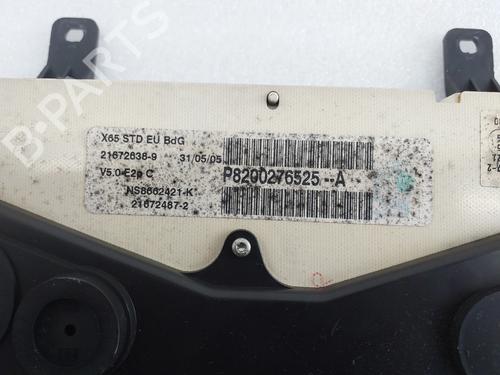 X65 STD EU BdG
21672638-9 31/05/05
V5.0 E2p C
P8200276525--A
NS8662421-K
21672487-2
B-PARTS